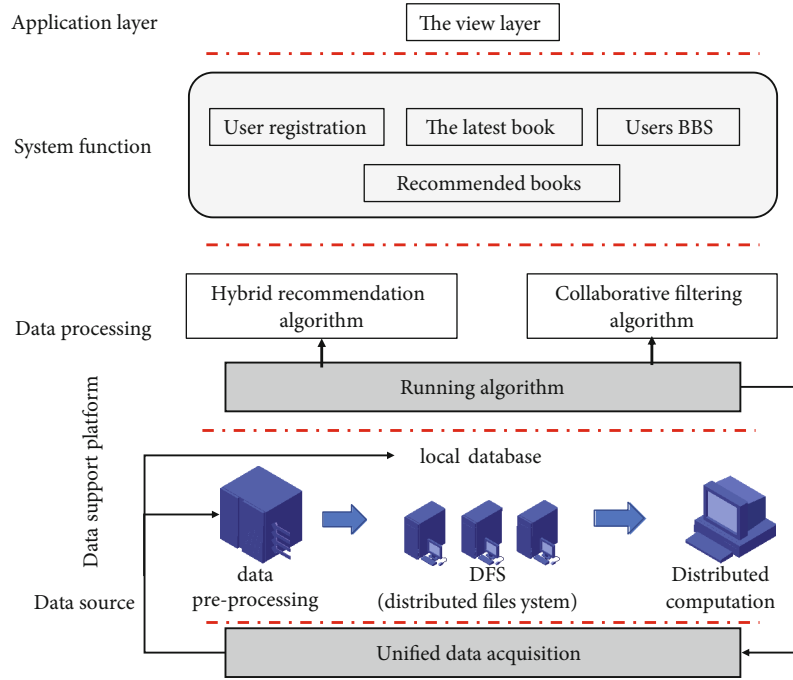 Application layer
The view layer
System function
User registration
The latest book
Users BBS
Recommended books
Data processing
Hybrid recommendation
algorithm
Collaborative filtering
algorithm
Running algorithm
Data support platform
local database
data
pre-processing
DFS
(distributed files ystem)
Distributed
computation
Data source
Unified data acquisition